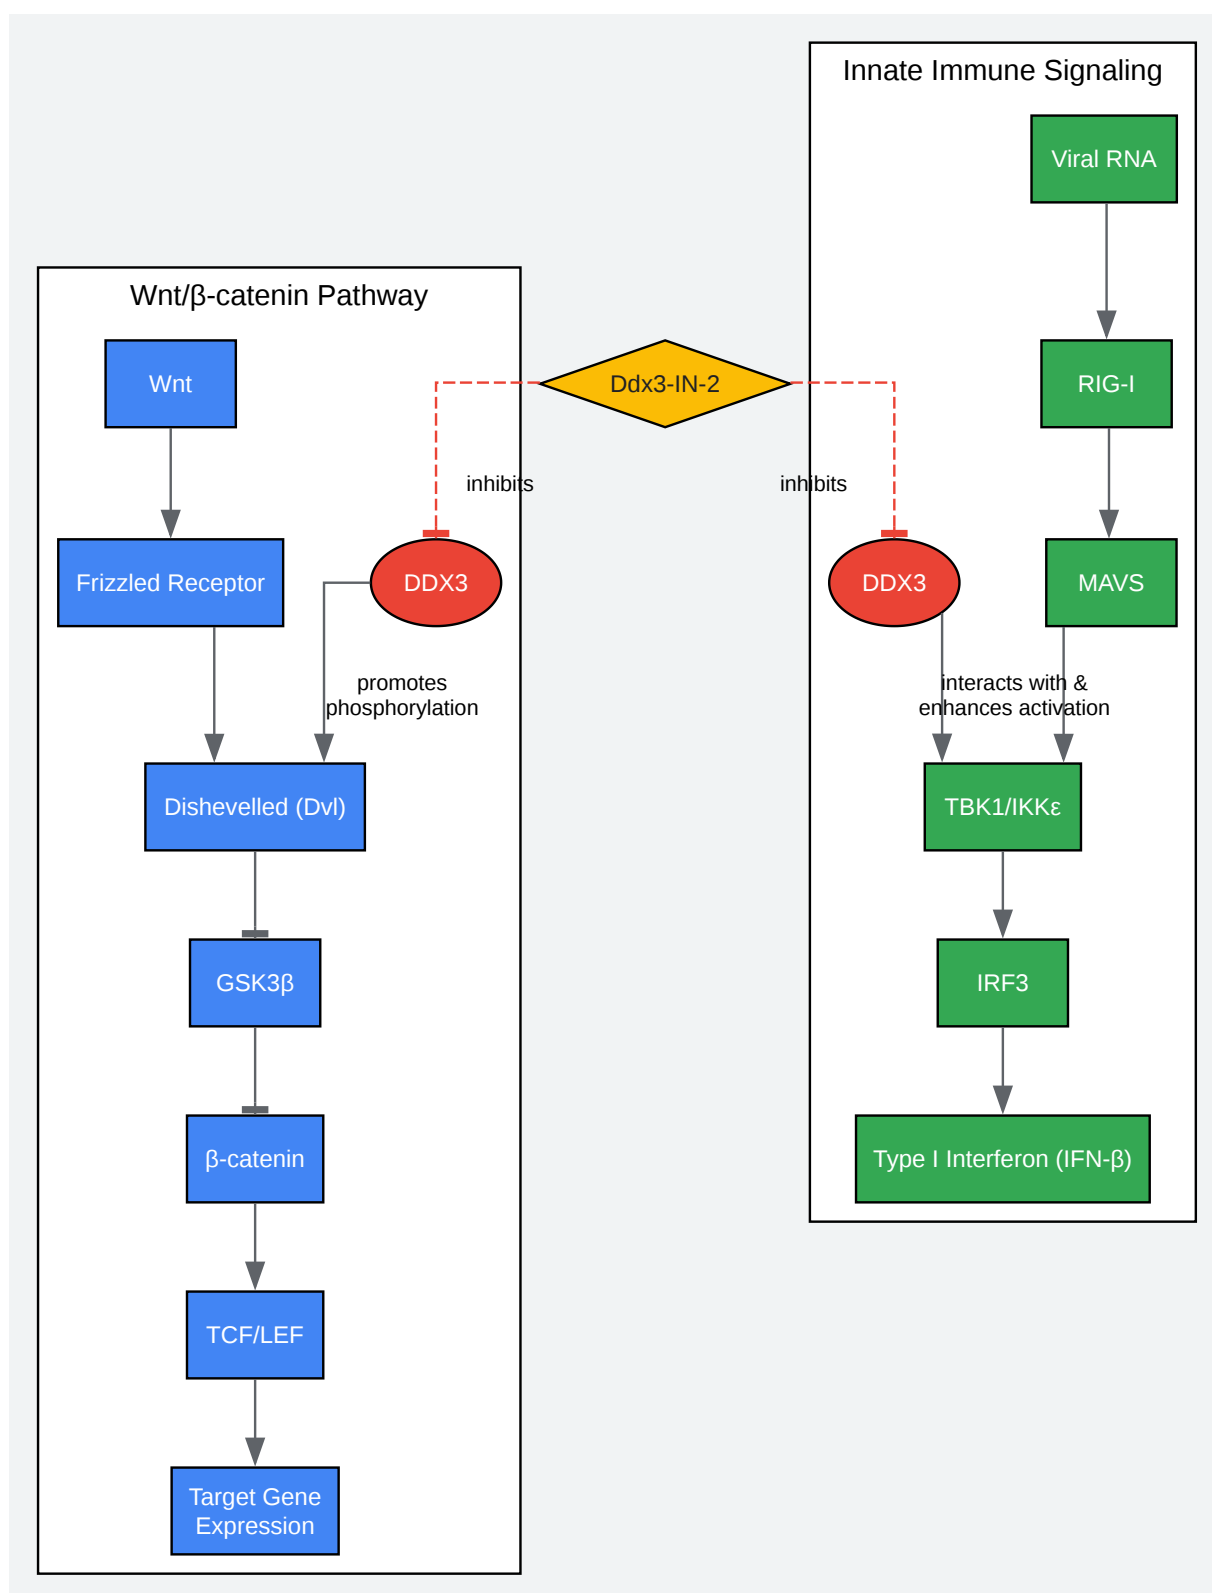 Innate Immune Signaling
Viral RNA
Wnt/β-catenin Pathway
Wnt
Ddx3-IN-2
RIG-I
inhibits
inhibits
Frizzled Receptor
DDX3
DDX3
MAVS
promotes
phosphorylation
interacts with &
enhances activation
Dishevelled (Dvl)
TBK1/IKKε
GSK3β
IRF3
β-catenin
Type I Interferon (IFN-β)
TCF/LEF
Target Gene
Expression